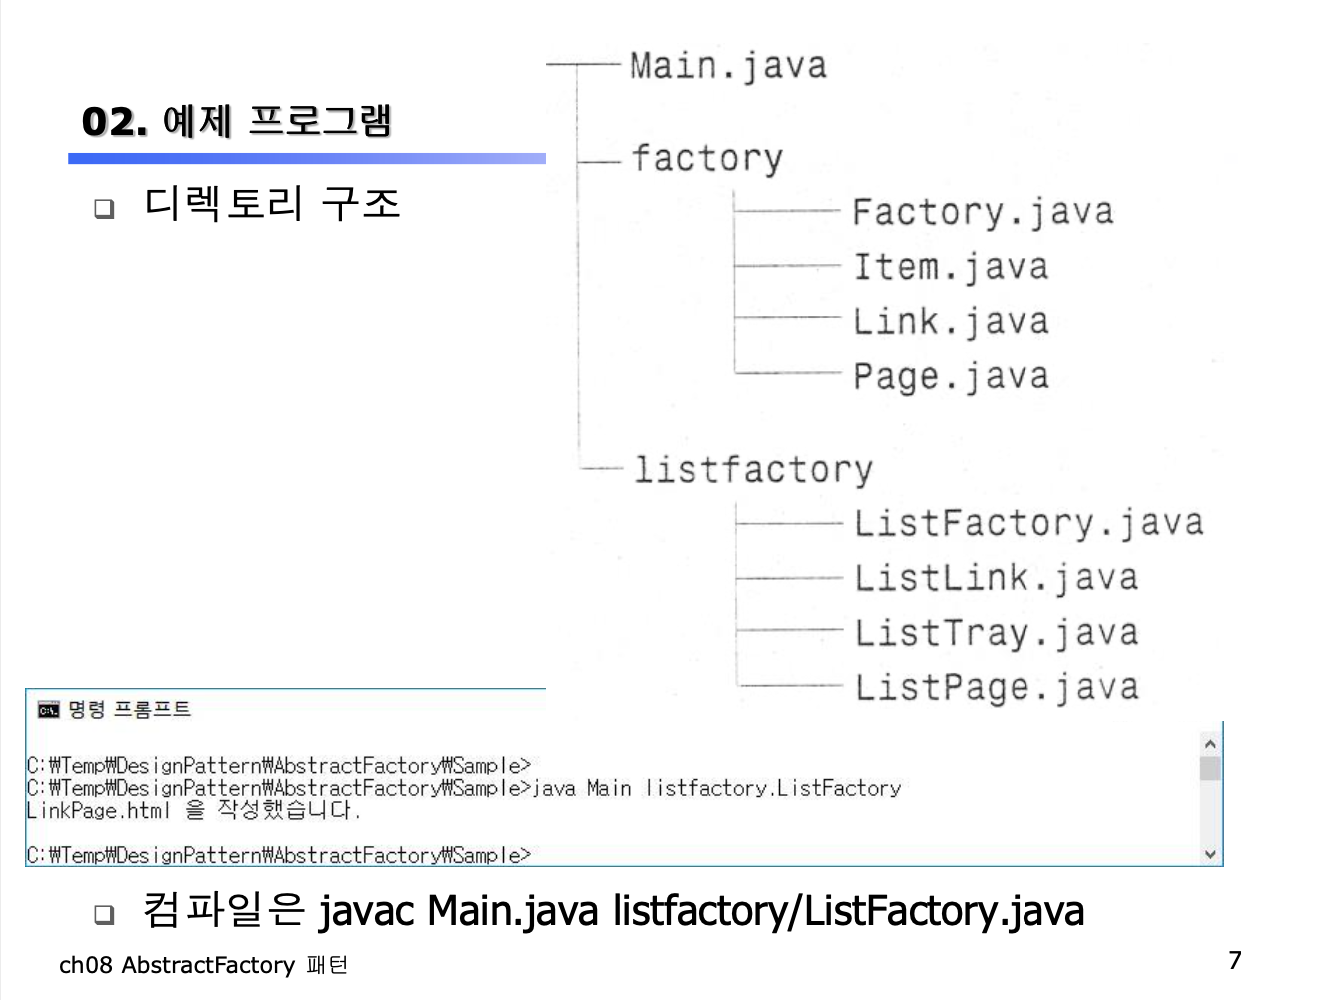 02. 예제 프로그램
❑ 디렉토리 구조
Main.java
factory
Factory.java
Item.java
Link.java
Page.java
listfactory
ListFactory.java
ListLink.java
ListTray.java
ListPage.java
명령 프롬프트
C:₩Temp₩DesignPattern₩AbstractFactory₩Sample>
C:₩Temp₩DesignPattern₩AbstractFactory₩Sample>java Main listfactory.ListFactory
LinkPage.html 을 작성했습니다.
C:₩Temp₩DesignPattern₩AbstractFactory₩Sample>
❑ 컴파일은 javac Main.java listfactory/ListFactory.java
ch08 AbstractFactory 패턴
7